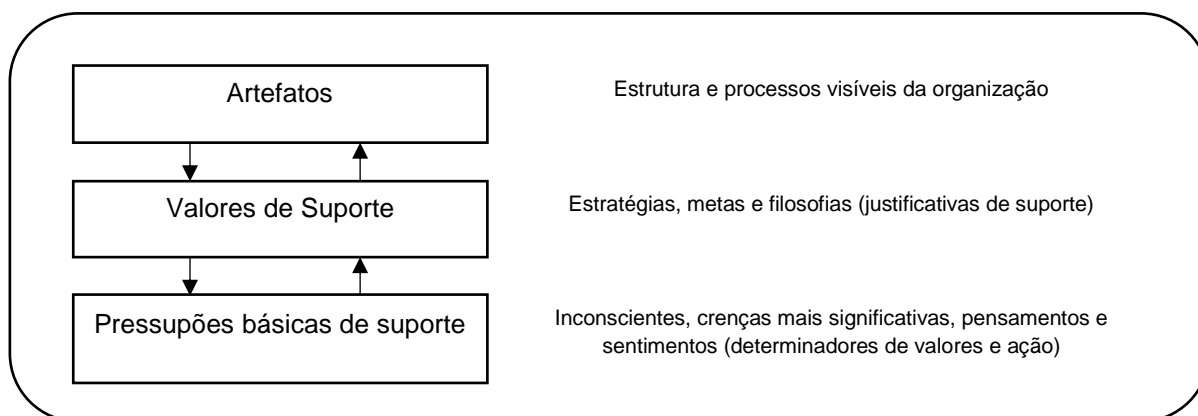 Artefatos
Estrutura e processos visíveis da organização
Valores de Suporte
Estratégias, metas e filosofias (justificativas de suporte)
Pressupões básicas de suporte
Inconscientes, crenças mais significativas, pensamentos e
sentimentos (determinadores de valores e ação)